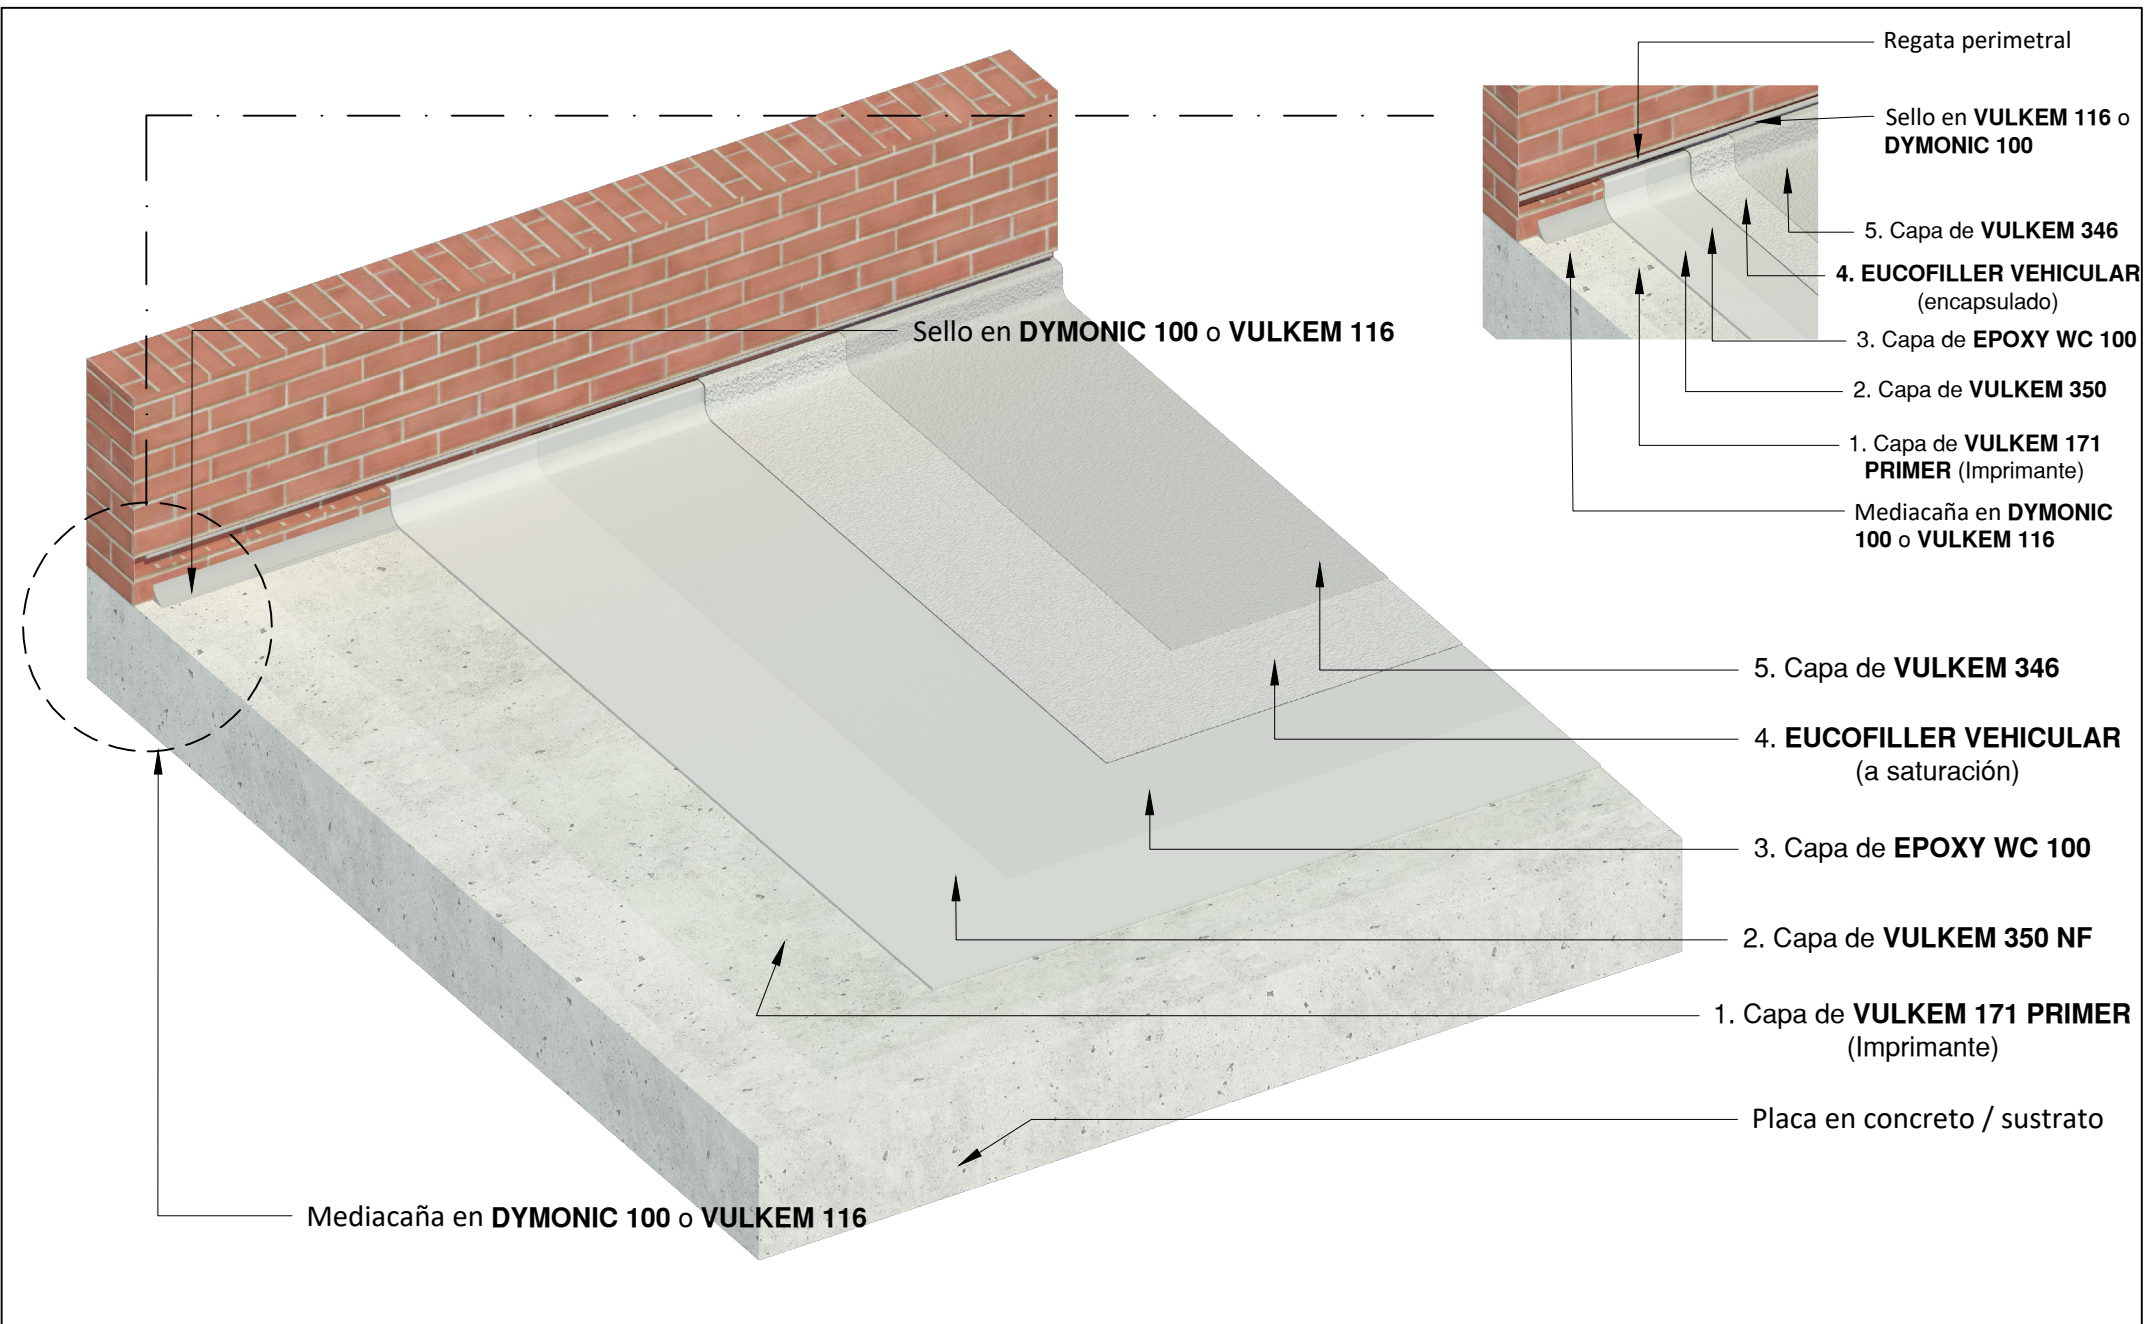 Regata perimetral
Sello en VULKEM 116 o
DYMONIC 100
5. Capa de VULKEM 346
4. EUCOFILLER VEHICULAR
(encapsulado)
3. Capa de EPOXY WC 100
2. Capa de VULKEM 350
1. Capa de VULKEM 171
PRIMER (Imprimante)
Mediacaña en DYMONIC
100 o VULKEM 116
Sello en DYMONIC 100 o VULKEM 116
5. Capa de VULKEM 346
4. EUCOFILLER VEHICULAR
(a saturación)
3. Capa de EPOXY WC 100
2. Capa de VULKEM 350 NF
1. Capa de VULKEM 171 PRIMER
(Imprimante)
Placa en concreto / sustrato
Mediacaña en DYMONIC 100 o VULKEM 116